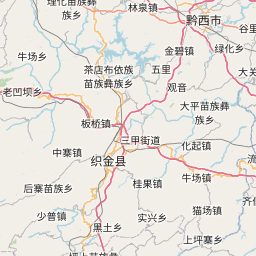 理化苗族
族乡
林泉镇
黔西市
牛场乡
金碧镇
绿化乡
茶店布依族
苗族彝族乡
五里
大关
老凹坝乡
观音
大平苗族彝
族乡
板桥镇
三甲街道
中寨镇
化起镇
织金县
牛场镇
后寨苗族乡
桂果镇
少普镇
实兴乡
猫场镇
黑土乡
上坪寨乡